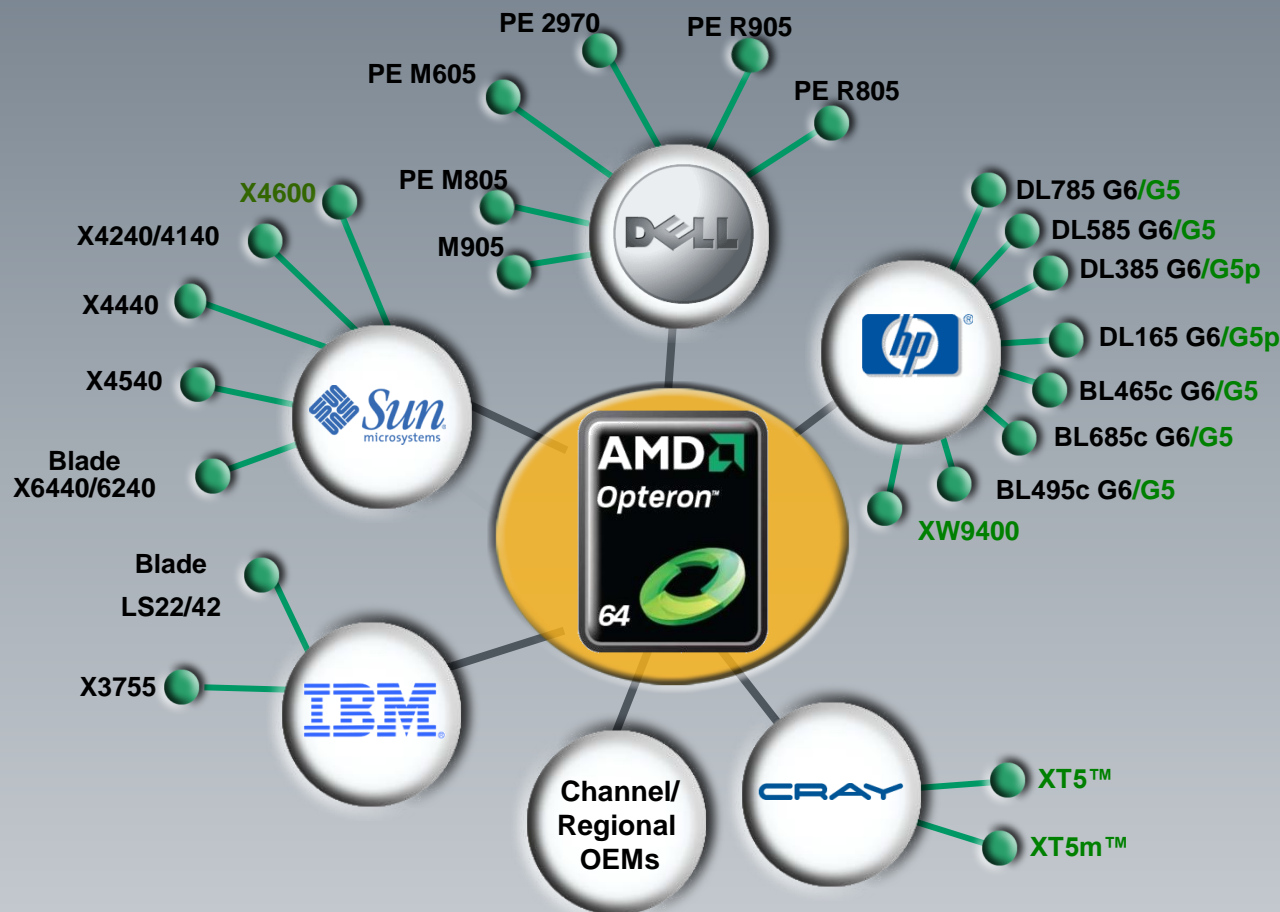 PE 2970
PE R905
PE M605
PE R805
PE M805
M905
DELL
X4600
X4240/4140
X4440
X4540
Blade
X6440/6240
Sun
microsystems
DL785 G6/G5
DL585 G6/G5
DL385 G6/G5p
DL165 G6/G5p
BL465c G6/G5
BL685c G6/G5
BL495c G6/G5
XW9400
hp®
AMD
Opteron™
64
Blade
LS22/42
X3755
IBM®
Channel/
Regional
OEMs
CRAY
XT5™
XT5m™